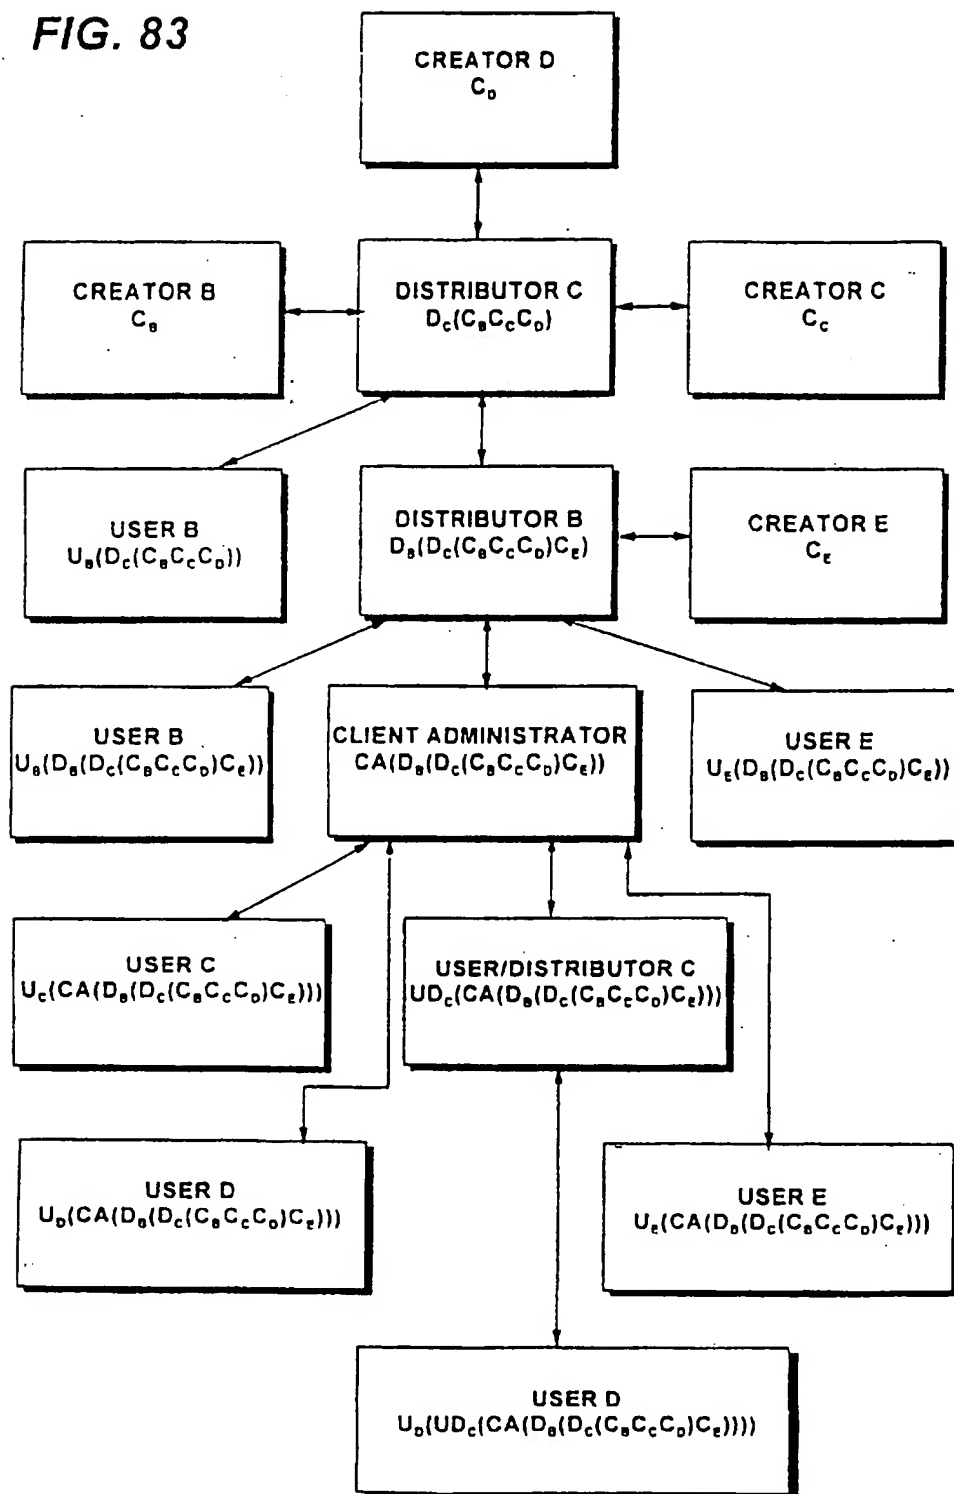 FIG. 83
CREATOR D
C_D
CREATOR B
C_B
DISTRIBUTOR C
D_C(C_BC_CC_D)
CREATOR C
C_C
USER B
U_B(D_C(C_BC_CC_D))
DISTRIBUTOR B
D_B(D_C(C_BC_CC_D)C_E)
CREATOR E
C_E
USER B
U_B(D_B(D_C(C_BC_CC_D)C_E))
CLIENT ADMINISTRATOR
CA(D_B(D_C(C_BC_CC_D)C_E))
USER E
U_E(D_B(D_C(C_BC_CC_D)C_E))
USER C
U_C(CA(D_B(D_C(C_BC_CC_D)C_E)))
USER/DISTRIBUTOR C
UD_C(CA(D_B(D_C(C_BC_CC_D)C_E)))
USER D
U_D(CA(D_B(D_C(C_BC_CC_D)C_E)))
USER E
U_E(CA(D_B(D_C(C_BC_CC_D)C_E)))
USER D
U_D(UD_C(CA(D_B(D_C(C_BC_CC_D)C_E))))